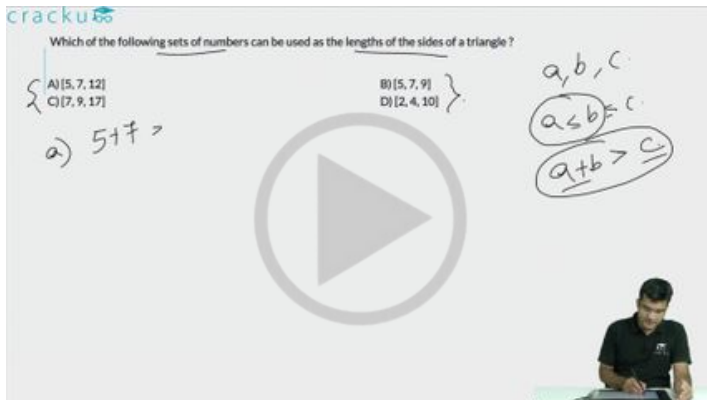 cracku
Which of the following sets of numbers can be used as the lengths of the sides of a triangle ?
A) [5, 7, 12]
B) [5, 7, 9]
C) [7, 9, 17]
D) [2, 4, 10]
a, b, c
a ≤ b ≤ c
a+b > c
a) 5+7 >